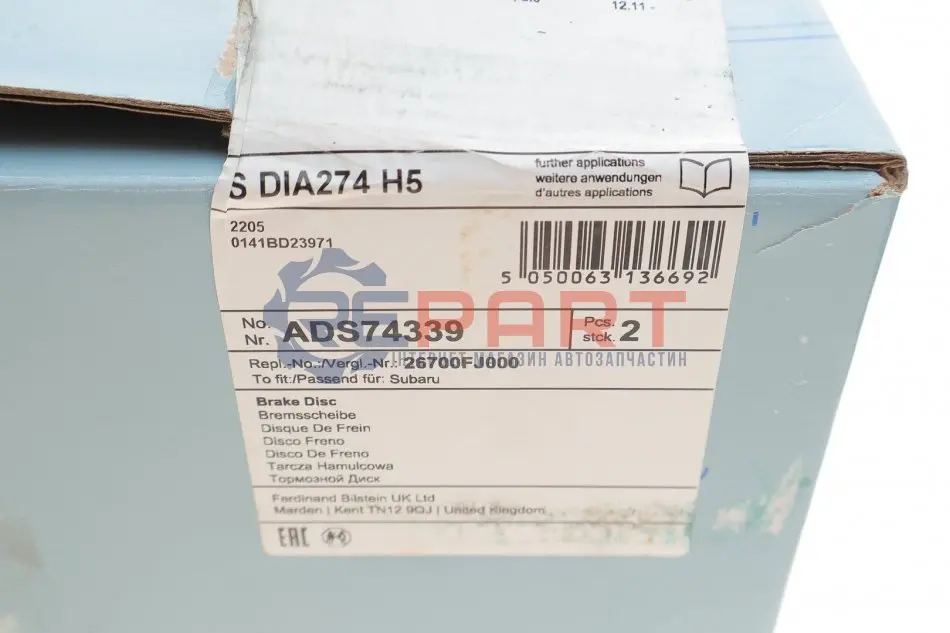 12.11 -
S DIA274 H5
further applications
weitere anwendungen
d'autres applications
2205
0141BD23971
5 050063 136692
No.
Nr. ADS74339
Pcs.
stck. 2
REPART
ІНТЕРНЕТ-МАГАЗИН АВТОЗАПЧАСТИН
Repl.-No.:/Vergl.-Nr.: 26700FJ000
To fit:/Passend für: Subaru
Brake Disc
Bremsscheibe
Disque De Frein
Disco Freno
Disco De Freno
Tarcza Hamulcowa
Тормозной Диск
Ferdinand Bilstein UK Ltd
Marden | Kent TN12 9QJ | United Kingdom
EAC